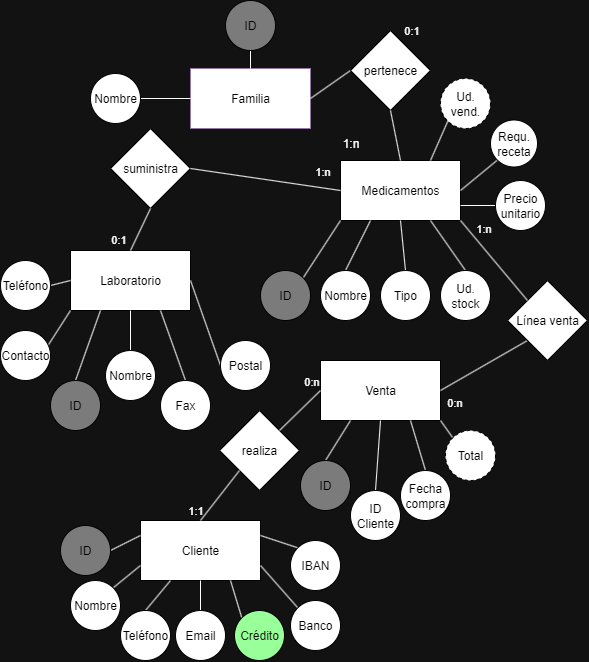 ID
0:1
pertenece
Nombre
Familia
Ud.
vend.
Requ.
receta
1:n
suministra
1:n
Medicamentos
Precio
unitario
1:n
0:1
Teléfono
Laboratorio
ID
Nombre
Tipo
Ud.
stock
Línea venta
Contacto
Nombre
Postal
ID
Fax
0:n
Venta
0:n
realiza
Total
ID
ID
Cliente
Fecha
compra
1:1
ID
Cliente
IBAN
Nombre
Teléfono
Email
Crédito
Banco